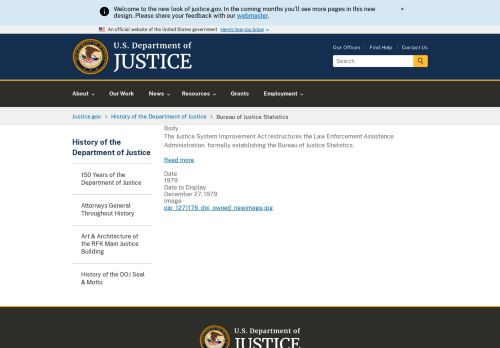 Welcome to the new look of justice.gov. In the coming months you'll see more pages in this new
design. Please share your feedback with our webmaster.
×
An official website of the United States government Here's how you know
U.S. Department of
JUSTICE
Our Offices | Find Help | Contact Us
Search
About
Our Work
News
Resources
Grants
Employment
Justice.gov > History of the Department of Justice > Bureau of Justice Statistics
History of the
Department of Justice
150 Years of the
Department of Justice
Attorneys General
Throughout History
Art & Architecture of
the RFK Main Justice
Building
History of the DOJ Seal
& Motto
Body
The Justice System Improvement Act restructures the Law Enforcement Assistance
Administration, formally establishing the Bureau of Justice Statistics.
Read more
Date
1979
Date to Display
December 27, 1979
Image
oip_1271176_doj_owned_newimage.jpg
U.S. Department of
JUSTICE